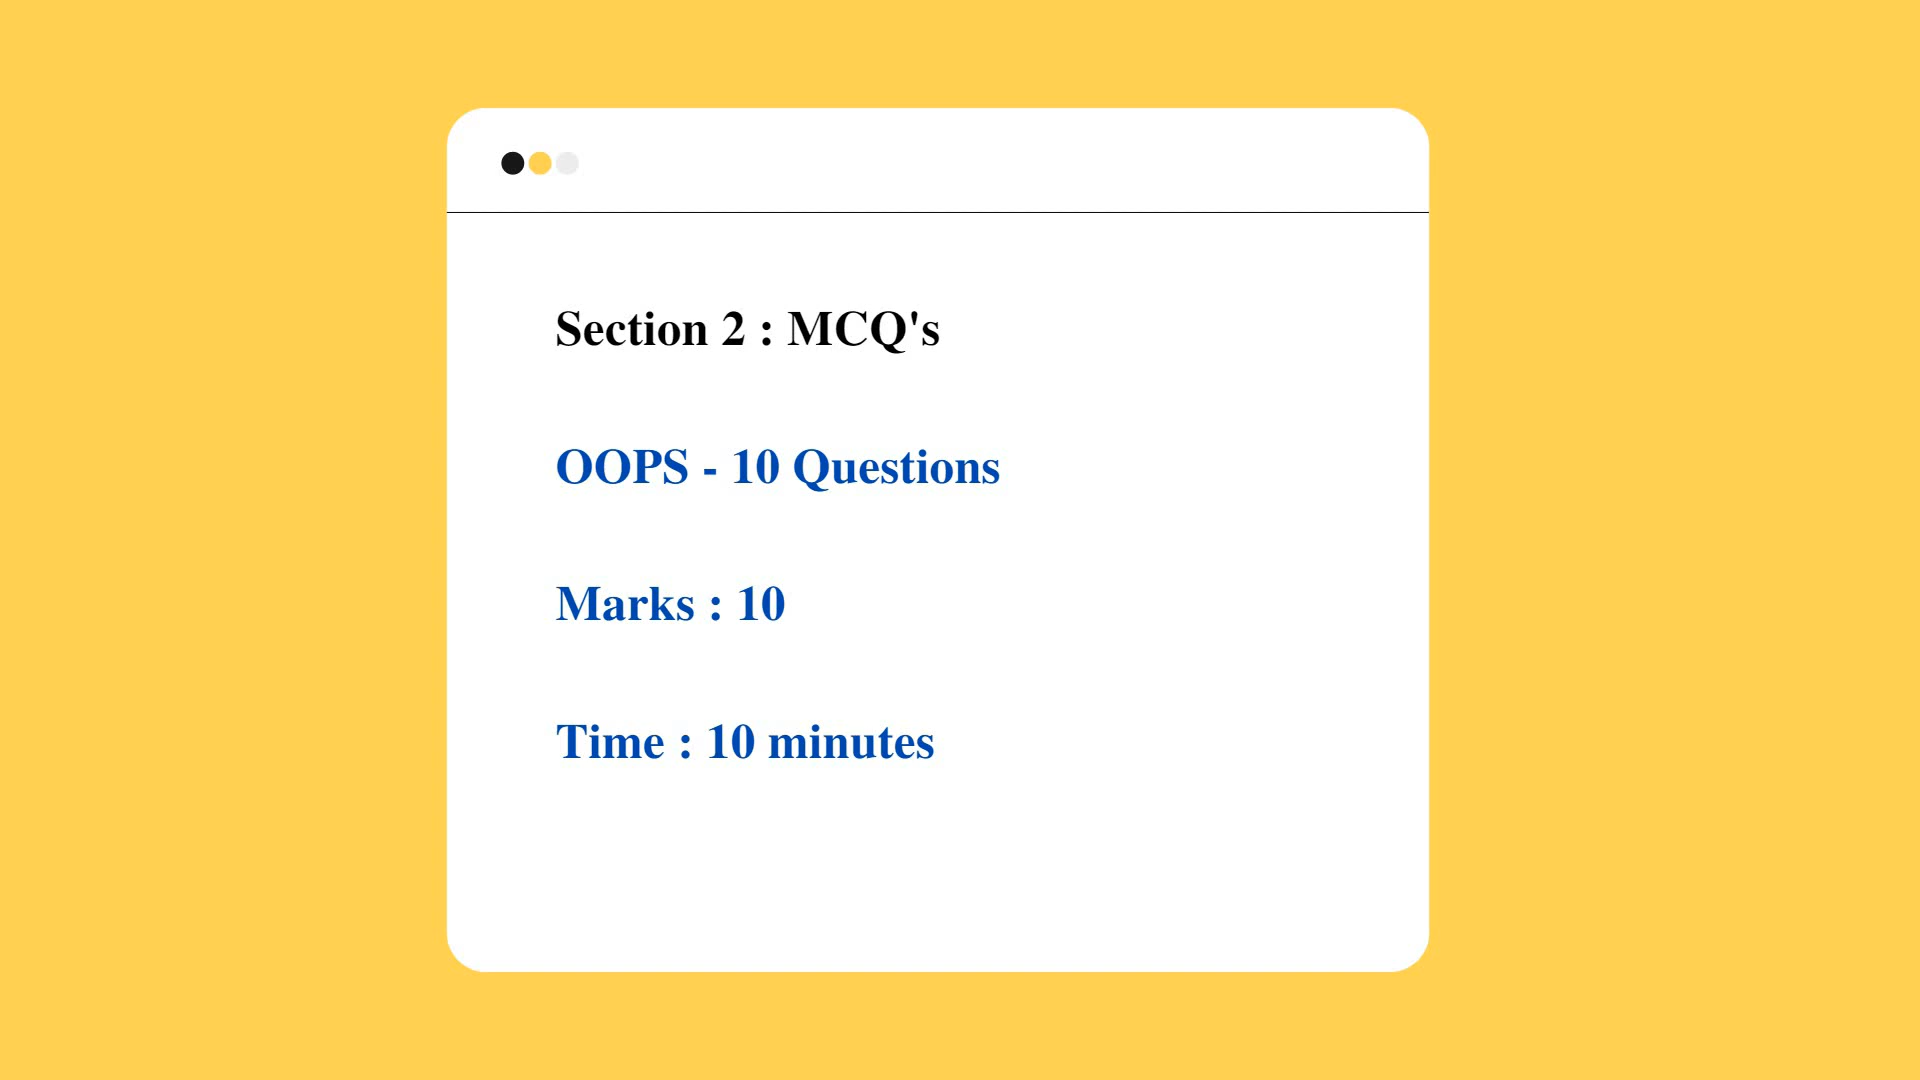 Section 2 : MCQ's
OOPS - 10 Questions
Marks : 10
Time : 10 minutes